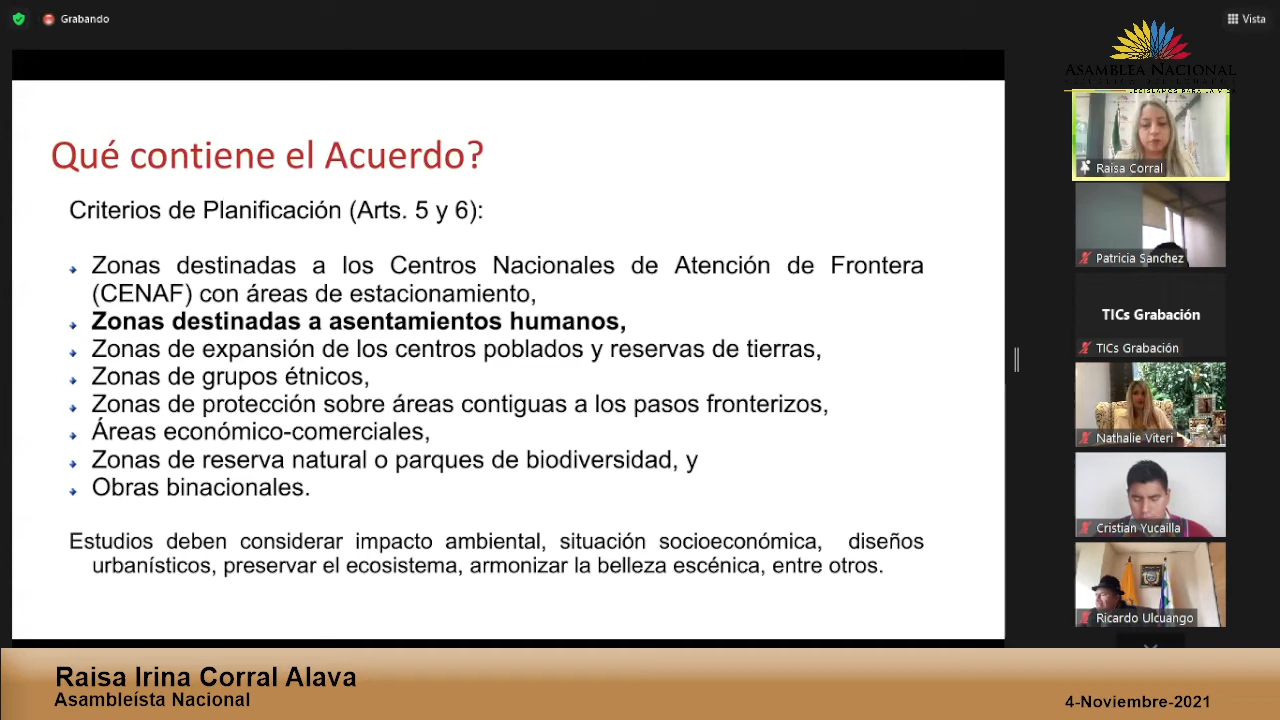 Grabando
Vista
ASAMBLEA NACIONAL
Qué contiene el Acuerdo?
Criterios de Planificación (Arts. 5 y 6):
Zonas destinadas a los Centros Nacionales de Atención de Frontera
(CENAF) con áreas de estacionamiento,
Zonas destinadas a asentamientos humanos,
Zonas de expansión de los centros poblados y reservas de tierras,
Zonas de grupos étnicos,
Zonas de protección sobre áreas contiguas a los pasos fronterizos,
Áreas económico-comerciales,
Zonas de reserva natural o parques de biodiversidad, y
Obras binacionales.
Estudios deben considerar impacto ambiental, situación socioeconómica, diseños
urbanísticos, preservar el ecosistema, armonizar la belleza escénica, entre otros.
Raisa Corral
Patricia Sanchez
TICs Grabación
TICs Grabación
Nathalie Viteri
Cristian Yucailla
Ricardo Ulcuango
Raisa Irina Corral Alava
Asambleísta Nacional
4-Noviembre-2021